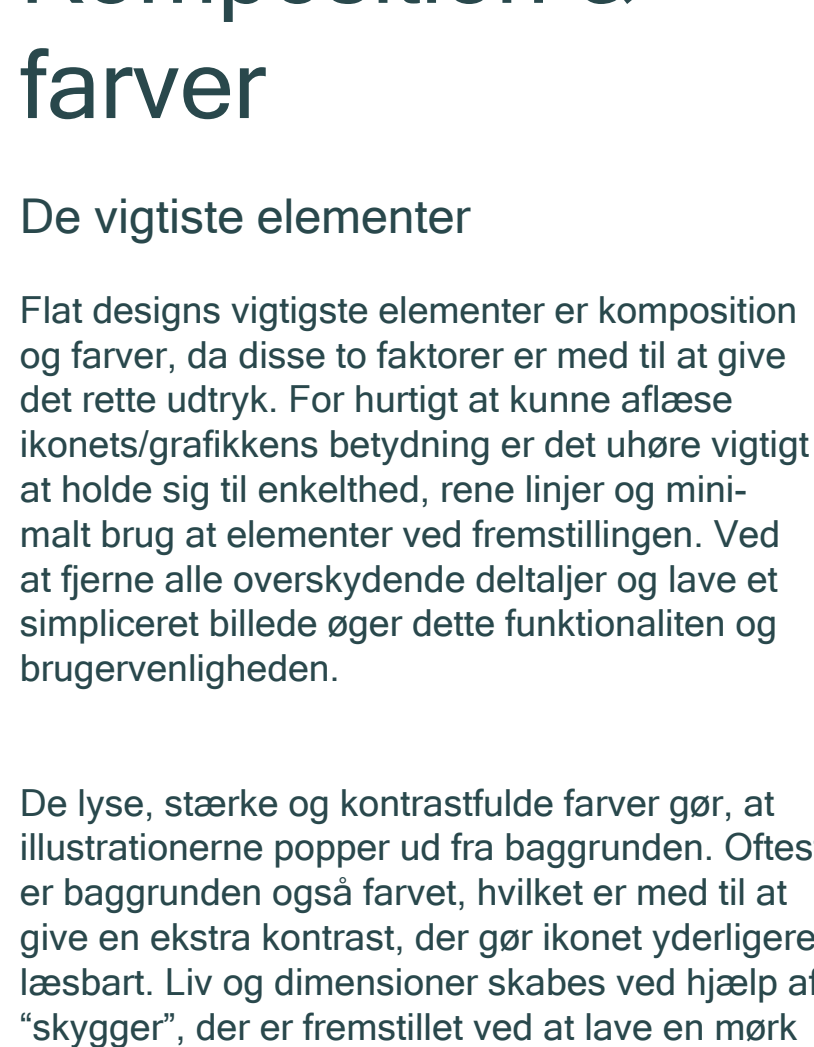 Komposition &
farver
De vigtiste elementer
Flat designs vigtigste elementer er komposition
og farver, da disse to faktorer er med til at give
det rette udtryk. For hurtigt at kunne aflæse
ikonets/grafikkens betydning er det uhøre vigtigt
at holde sig til enkelthed, rene linjer og mini-
malt brug at elementer ved fremstillingen. Ved
at fjerne alle overskydende deltaljer og lave et
simpliceret billede øger dette funktionaliten og
brugervenligheden.
De lyse, stærke og kontrastfulde farver gør, at
illustrationerne popper ud fra baggrunden. Oftest
er baggrunden også farvet, hvilket er med til at
give en ekstra kontrast, der gør ikonet yderligere
læsbart. Liv og dimensioner skabes ved hjælp af
“skygger”, der er fremstillet ved at lave en mørk